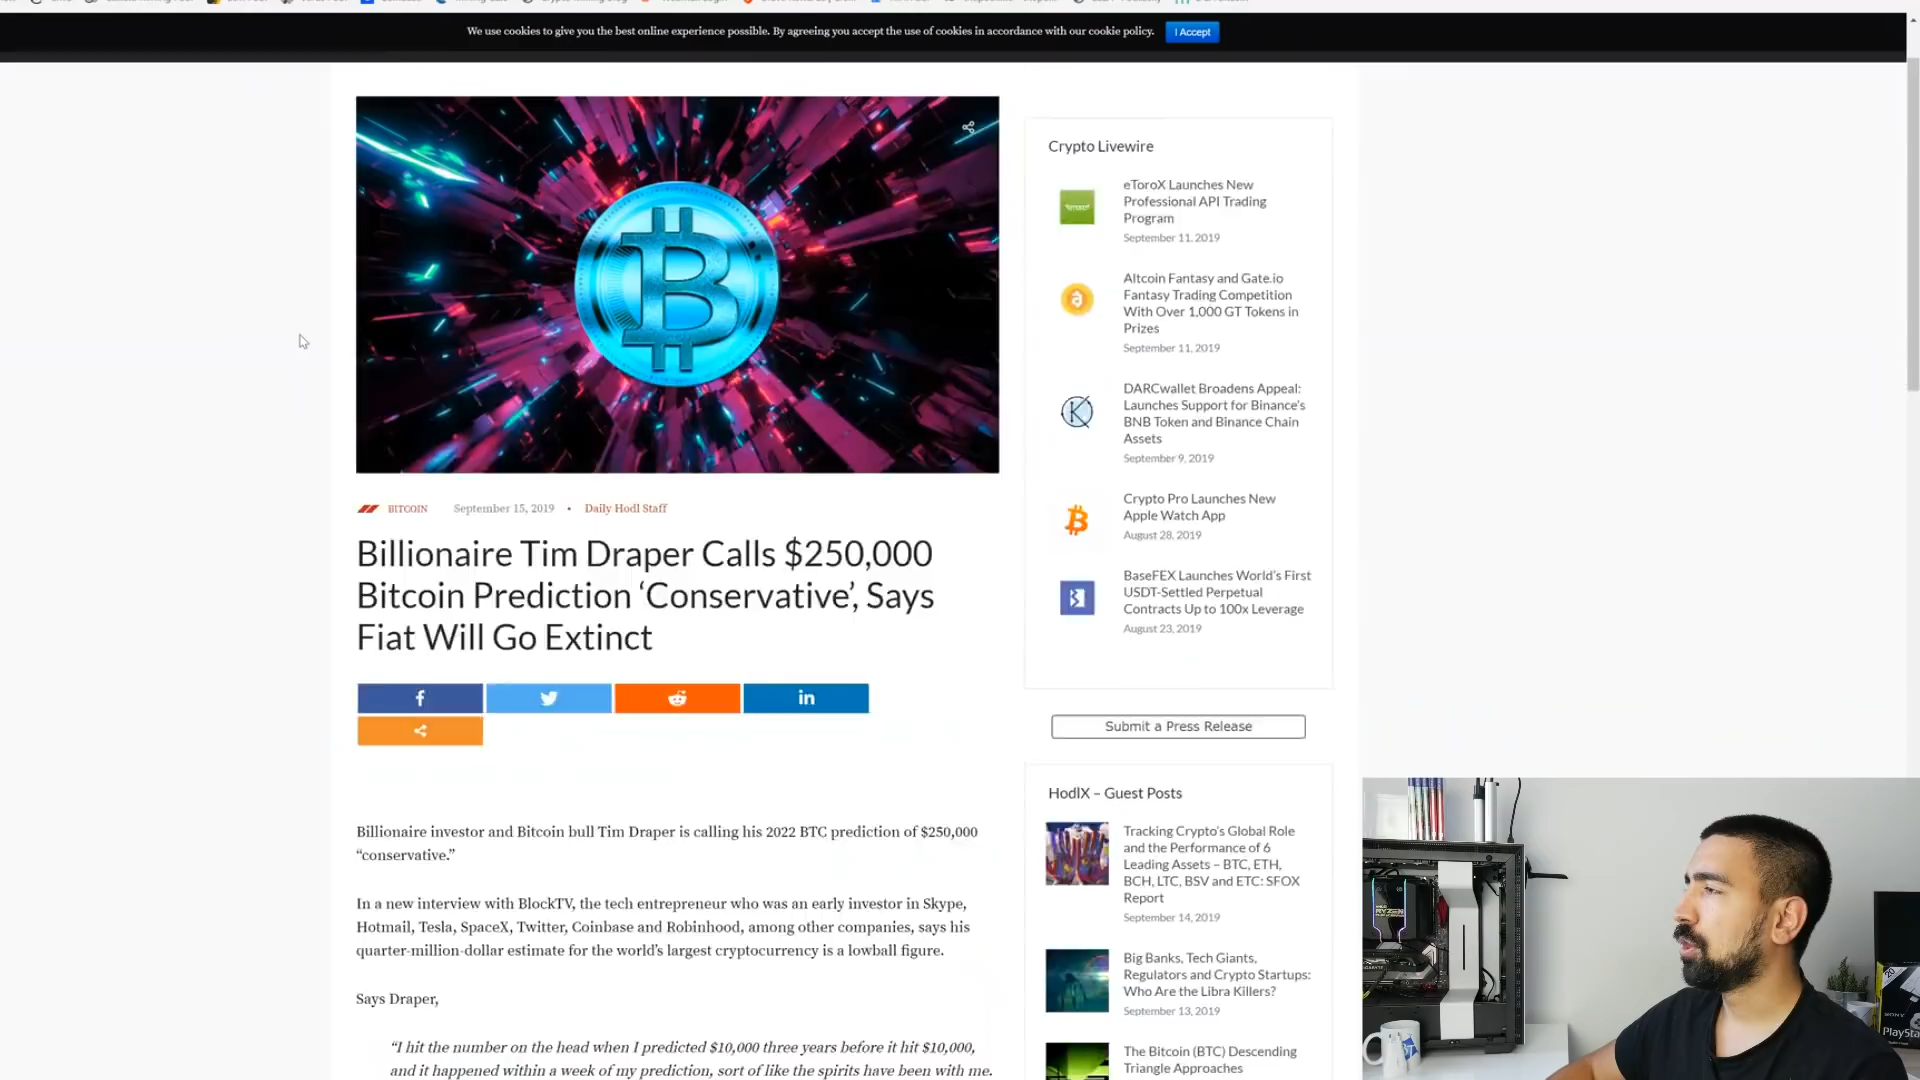 We use cookies to give you the best online experience possible. By agreeing you accept the use of cookies in accordance with our cookie policy.
I Accept
BITCOIN September 15, 2019 • Daily Hodl Staff
Billionaire Tim Draper Calls $250,000
Bitcoin Prediction ‘Conservative’, Says
Fiat Will Go Extinct
Billionaire investor and Bitcoin bull Tim Draper is calling his 2022 BTC prediction of $250,000
“conservative.”
In a new interview with BlockTV, the tech entrepreneur who was an early investor in Skype,
Hotmail, Tesla, SpaceX, Twitter, Coinbase and Robinhood, among other companies, says his
quarter-million-dollar estimate for the world’s largest cryptocurrency is a lowball figure.
Says Draper,
“I hit the number on the head when I predicted $10,000 three years before it hit $10,000,
and it happened within a week of my prediction, sort of like the spirits have been with me.
Crypto Livewire
eToroX Launches New
Professional API Trading
Program
September 11, 2019
Altcoin Fantasy and Gate.io
Fantasy Trading Competition
With Over 1,000 GT Tokens in
Prizes
September 11, 2019
DARCwallet Broadens Appeal:
Launches Support for Binance’s
BNB Token and Binance Chain
Assets
September 9, 2019
Crypto Pro Launches New
Apple Watch App
August 28, 2019
BaseFEX Launches World’s First
USDT-Settled Perpetual
Contracts Up to 100x Leverage
August 23, 2019
Submit a Press Release
HodlX – Guest Posts
Tracking Crypto’s Global Role
and the Performance of 6
Leading Assets – BTC, ETH,
BCH, LTC, BSV and ETC: SFOX
Report
September 14, 2019
Big Banks, Tech Giants,
Regulators and Crypto Startups:
Who Are the Libra Killers?
September 13, 2019
The Bitcoin (BTC) Descending
Triangle Approaches
RYZEN
SONY